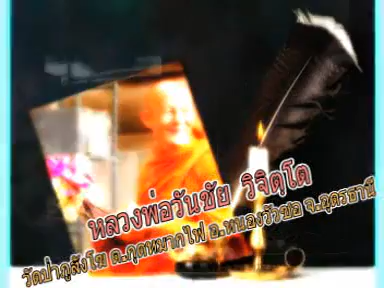 หลวงพ่อวันชัย วิจิตฺโต
วัดป่าภูสังโฆ ต.กุดหมากไฟ อ.หนองวัวซอ จ.อุดรธานี